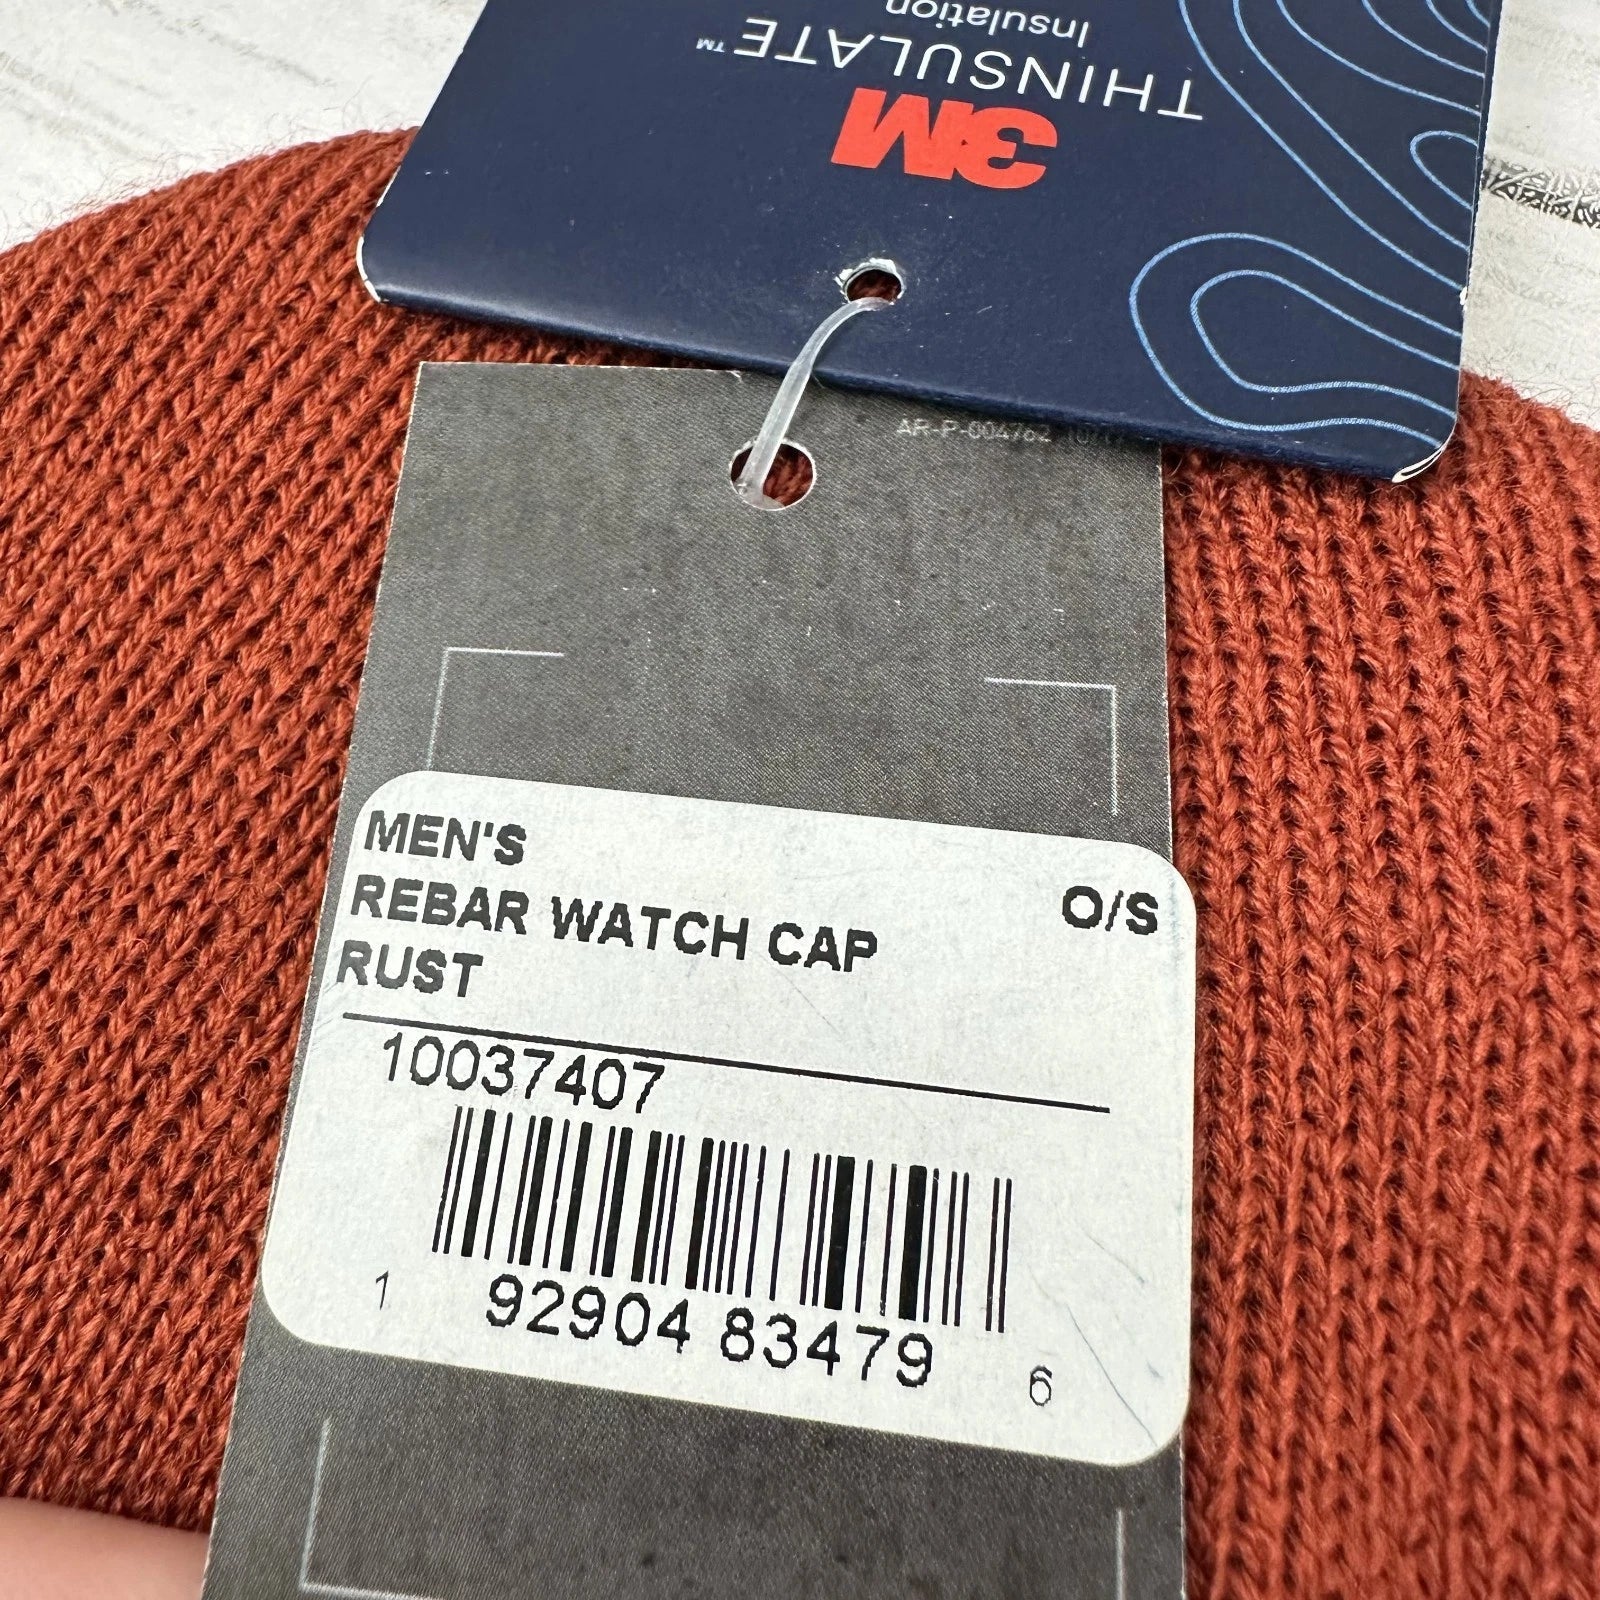 3M
THINSULATE™
Insulation
MEN'S
REBAR WATCH CAP O/S
RUST
10037407
1 92904 83479 6